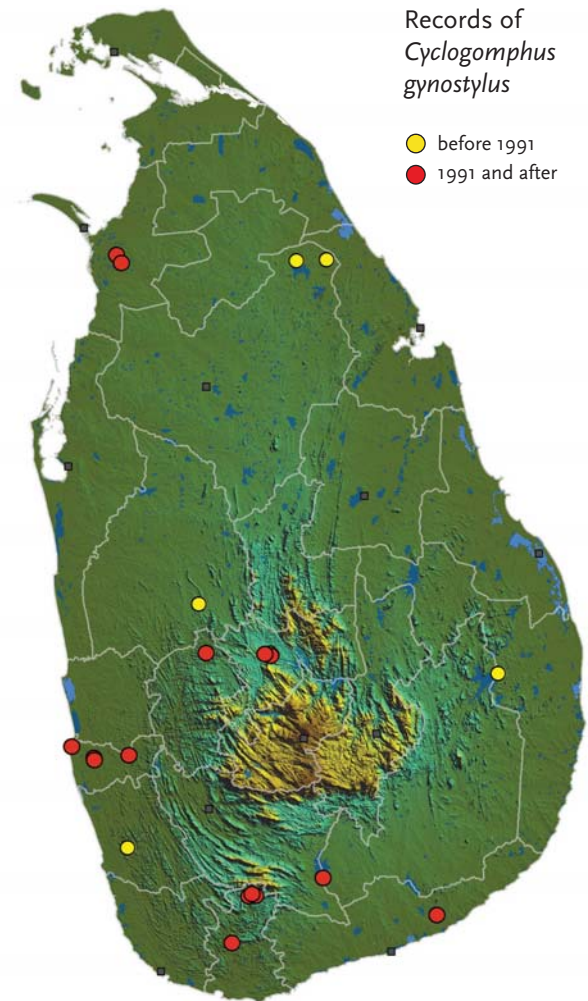 Records of
Cyclogomphus
gynostylus
before 1991
1991 and after